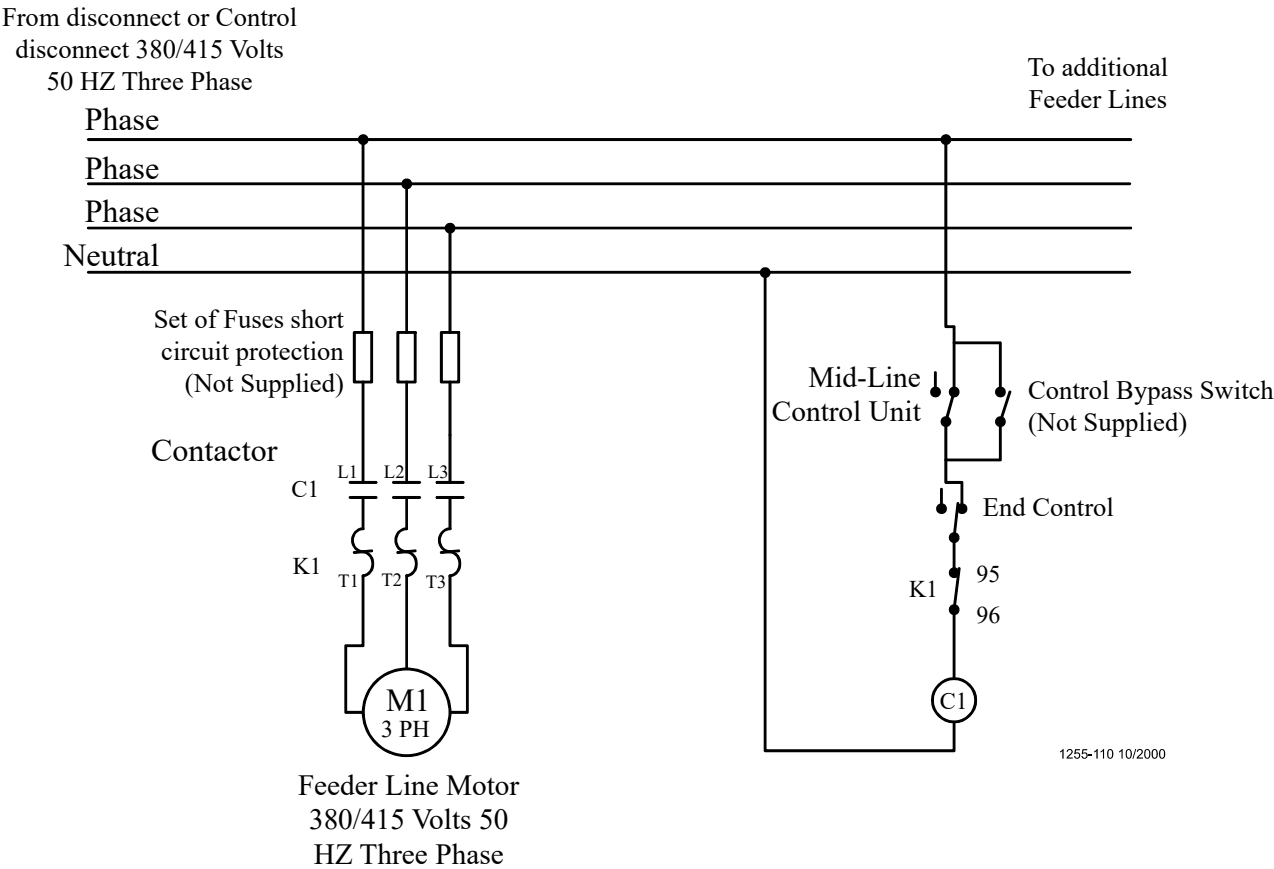 From disconnect or Control
disconnect 380/415 Volts
50 HZ Three Phase
To additional
Feeder Lines
Phase
Phase
Phase
Neutral
Set of Fuses short
circuit protection
(Not Supplied)
Mid-Line
Control Unit
Control Bypass Switch
(Not Supplied)
Contactor
C1
L1
L2
L3
End Control
K1
T1
T2
T3
K1
95
96
M1
3 PH
C1
1255-110 10/2000
Feeder Line Motor
380/415 Volts 50
HZ Three Phase